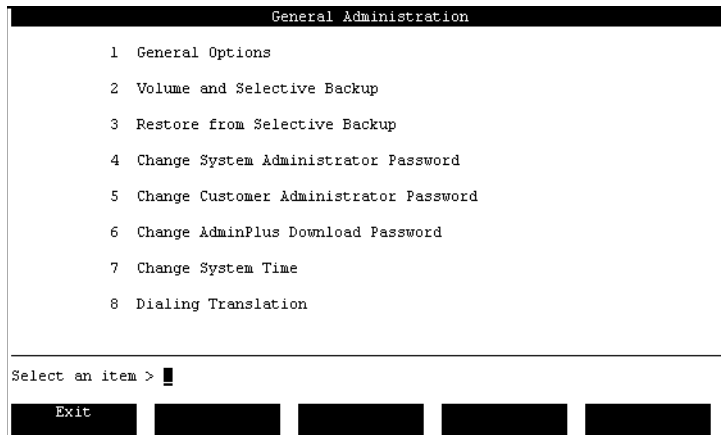 General Administration
1 General Options
2 Volume and Selective Backup
3 Restore from Selective Backup
4 Change System Administrator Password
5 Change Customer Administrator Password
6 Change AdminPlus Download Password
7 Change System Time
8 Dialing Translation
Select an item >
Exit